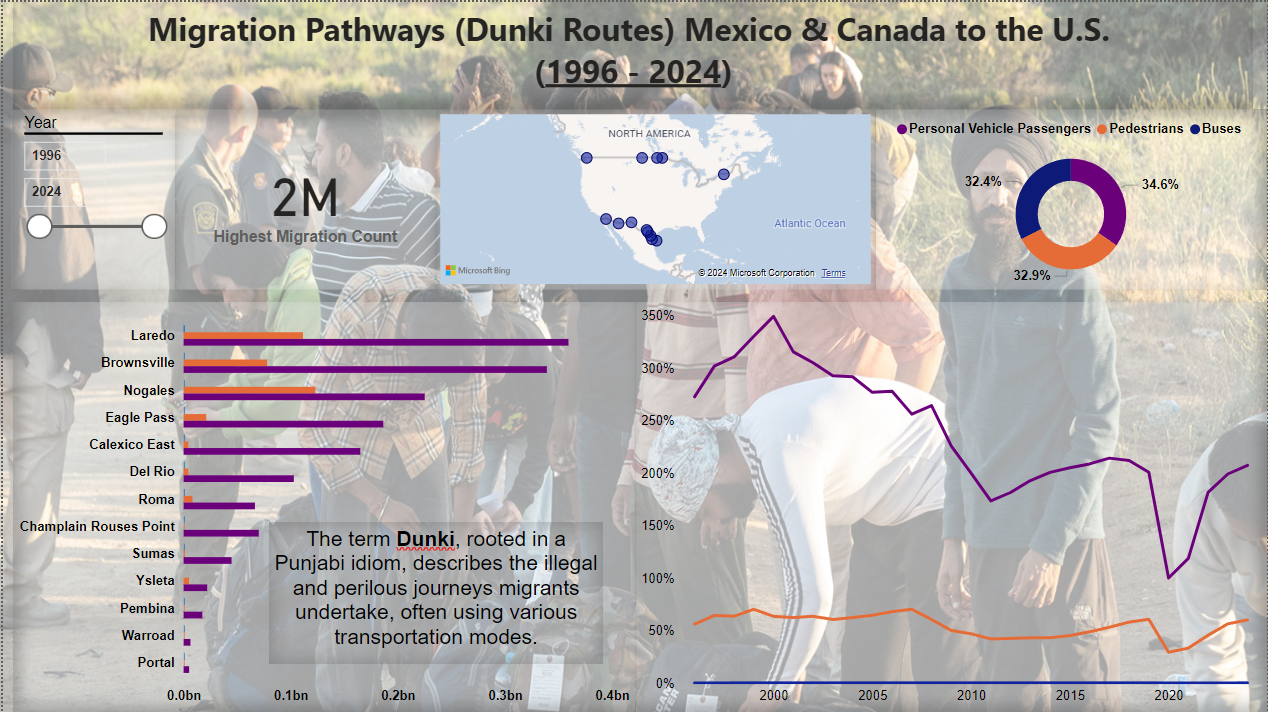 Migration Pathways (Dunki Routes) Mexico & Canada to the U.S.
(1996 - 2024)
Year
1996
2024
2M
Highest Migration Count
NORTH AMERICA
Atlantic Ocean
Microsoft Bing
© 2024 Microsoft Corporation Terms
Personal Vehicle Passengers Pedestrians Buses
32.4%
34.6%
32.9%
Laredo
Brownsville
Nogales
Eagle Pass
Calexico East
Del Rio
Roma
Champlain Rouses Point
Sumas
Ysleta
Pembina
Warroad
Portal
0.0bn 0.1bn 0.2bn 0.3bn 0.4bn
The term Dunki, rooted in a
Punjabi idiom, describes the illegal
and perilous journeys migrants
undertake, often using various
transportation modes.
350%
300%
250%
200%
150%
100%
50%
0%
2000 2005 2010 2015 2020